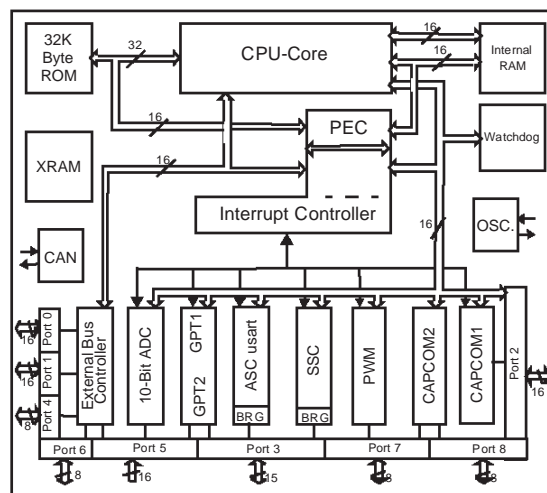 32K
Byte
ROM
32
CPU-Core
16
16
Internal
RAM
16
PEC
Watchdog
XRAM
16
Interrupt Controller
16
OSC.
CAN
Port 0
16
Port 1
16
Port 4
8
External Bus
Controller
10-Bit ADC
GPT1
GPT2
ASC usart
BRG
SSC
BRG
PWM
CAPCOM2
CAPCOM1
Port 2
16
Port 6
Port 5
Port 3
Port 7
Port 8
8
16
15
8
8